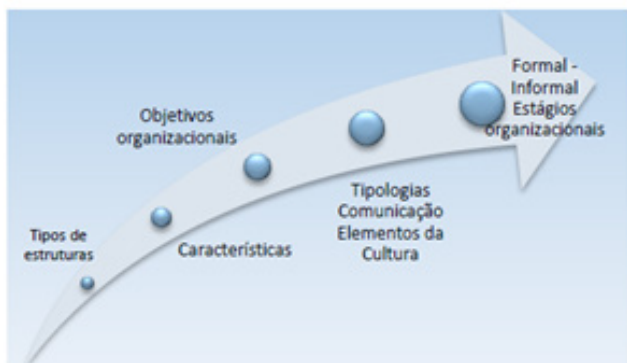 Tipos de
estruturas
Características
Objetivos
organizacionais
Tipologias
Comunicação
Elementos da
Cultura
Formal -
Informal
Estágios
organizacionais